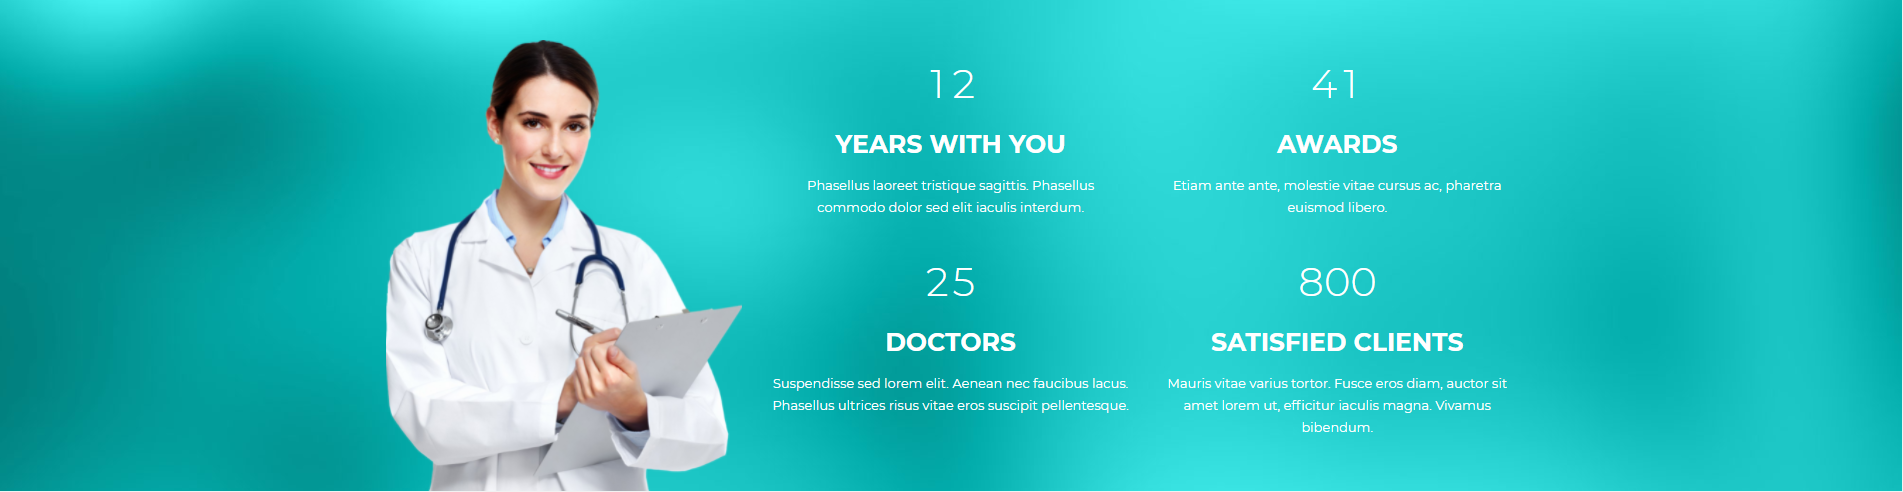 12
YEARS WITH YOU
Phasellus laoreet tristique sagittis. Phasellus
commodo dolor sed elit iaculis interdum.
41
AWARDS
Etiam ante ante, molestie vitae cursus ac, pharetra
euismod libero.
25
DOCTORS
Suspendisse sed lorem elit. Aenean nec faucibus lacus.
Phasellus ultrices risus vitae eros suscipit pellentesque.
800
SATISFIED CLIENTS
Mauris vitae varius tortor. Fusce eros diam, auctor sit
amet lorem ut, efficitur iaculis magna. Vivamus
bibendum.